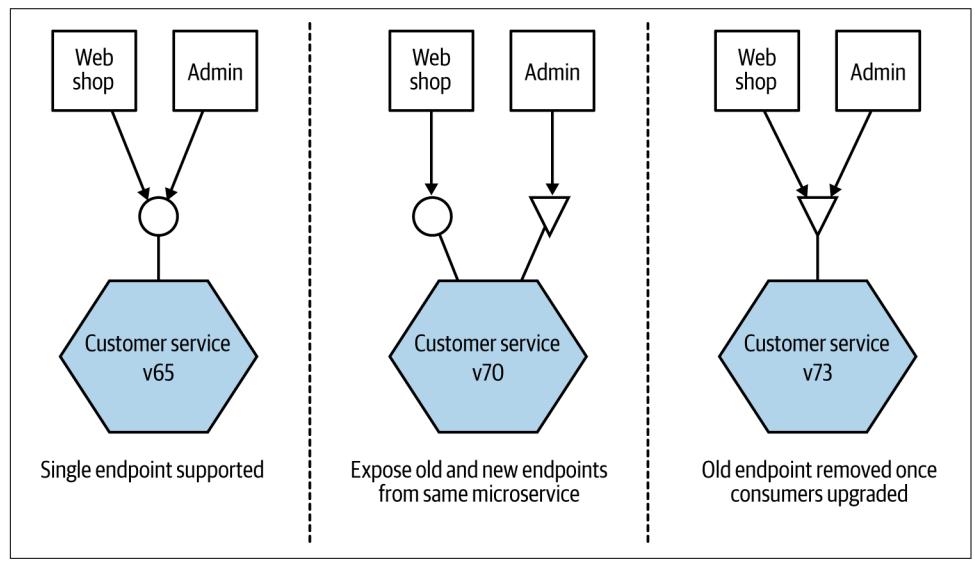 Web
shop
Admin
Customer service
v65
Single endpoint supported
Web
shop
Admin
Customer service
v70
Expose old and new endpoints
from same microservice
Web
shop
Admin
Customer service
v73
Old endpoint removed once
consumers upgraded